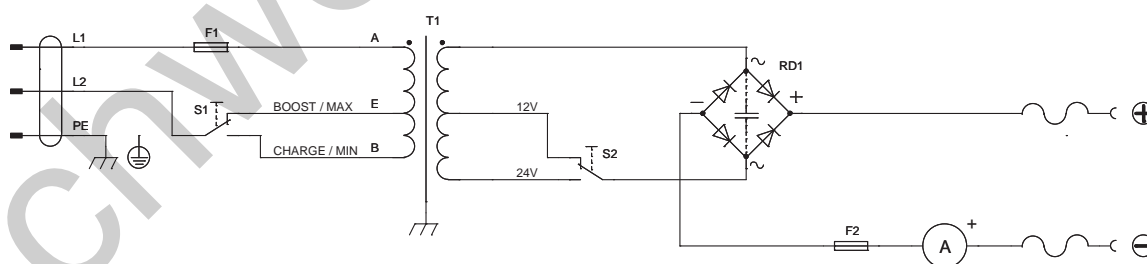 T1
L1
F1
A
RD1
L2
S1
BOOST / MAX
E
12V
PE
CHARGE / MIN
B
S2
24V
F2
A